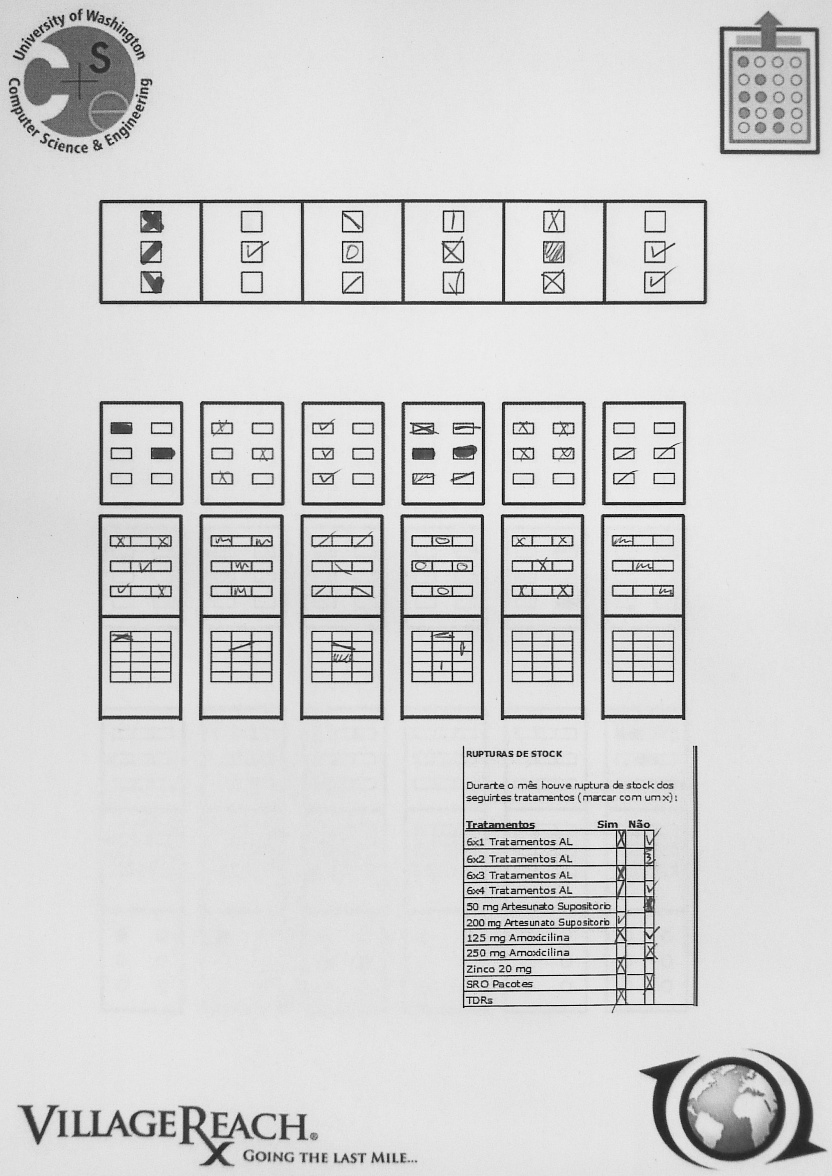 University of Washington
Computer Science & Engineering
C S e
RUPTURAS DE STOCK
Durante o mês houve ruptura de stock dos
seguintes tratamentos (marcar com um x):
Tratamentos Sim Não
6x1 Tratamentos AL
6x2 Tratamentos AL
6x3 Tratamentos AL
6x4 Tratamentos AL
50 mg Artesunato Supositorio
200 mg Artesunato Supositorio
125 mg Amoxicilina
250 mg Amoxicilina
Zinco 20 mg
SRO Pacotes
TDRs
VILLAGEREACH®
GOING THE LAST MILE...